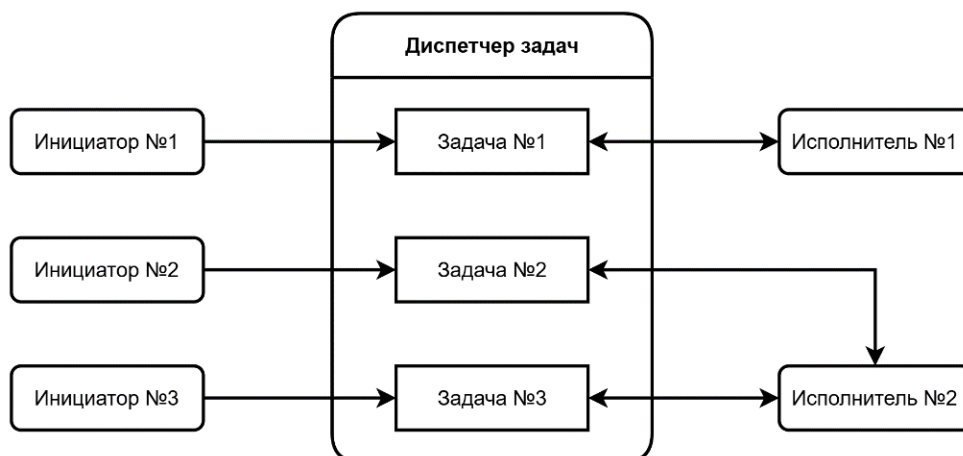 Диспетчер задач
Инициатор №1
Задача №1
Исполнитель №1
Инициатор №2
Задача №2
Инициатор №3
Задача №3
Исполнитель №2